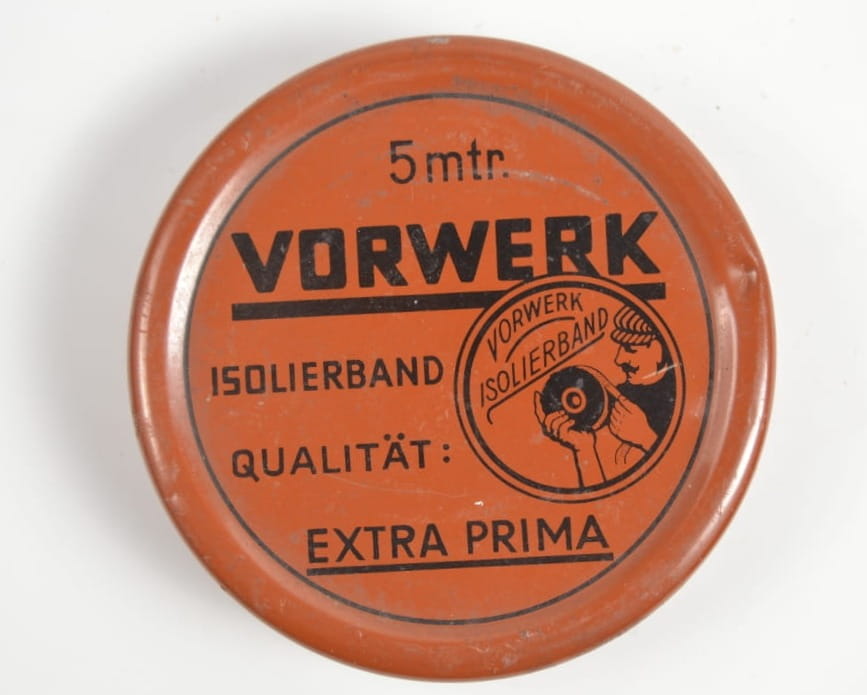 5 mtr.
VORWERK
VORWERK
ISOLIERBAND
ISOLIERBAND
QUALITÄT:
EXTRA PRIMA